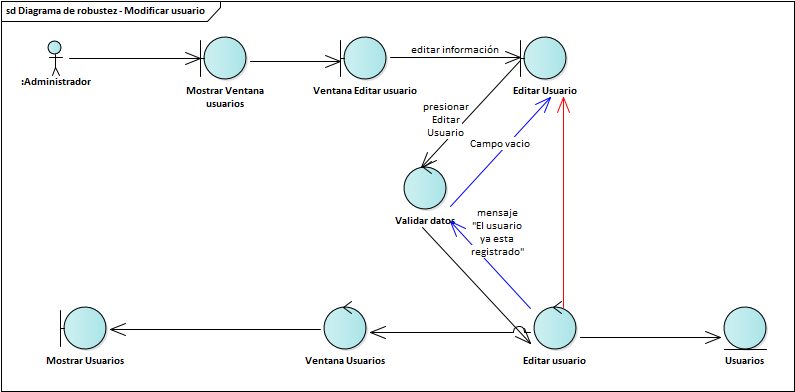 sd Diagrama de robustez - Modificar usuario
:Administrador
Mostrar Ventana
usuarios
Ventana Editar usuario
editar información
Editar Usuario
presionar
Editar
Usuario
Campo vacio
Validar datos
mensaje
"El usuario
ya esta
registrado"
Mostrar Usuarios
Ventana Usuarios
Editar usuario
Usuarios